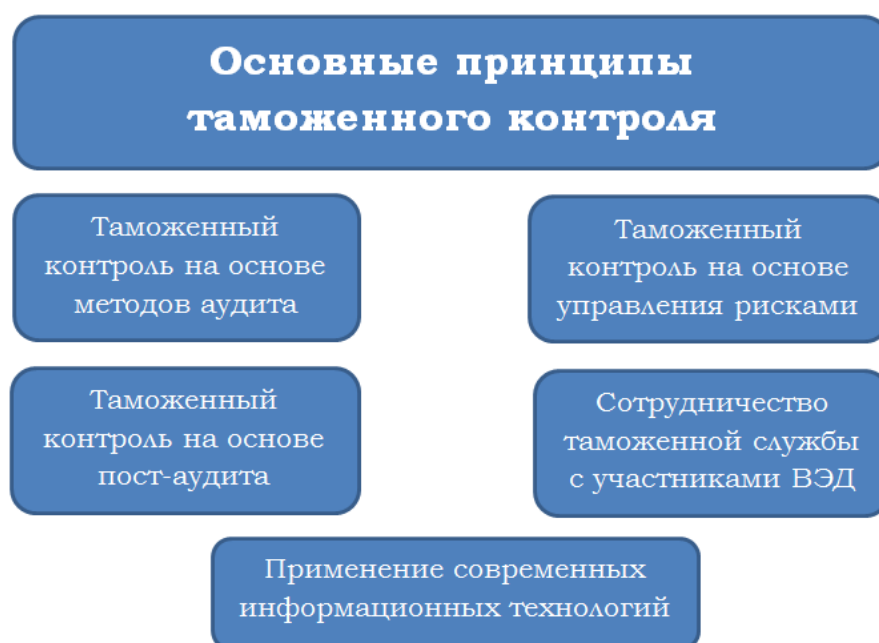 Основные принципы
таможенного контроля
Таможенный
контроль на основе
методов аудита
Таможенный
контроль на основе
управления рисками
Таможенный
контроль на основе
пост-аудита
Сотрудничество
таможенной службы
с участниками ВЭД
Применение современных
информационных технологий